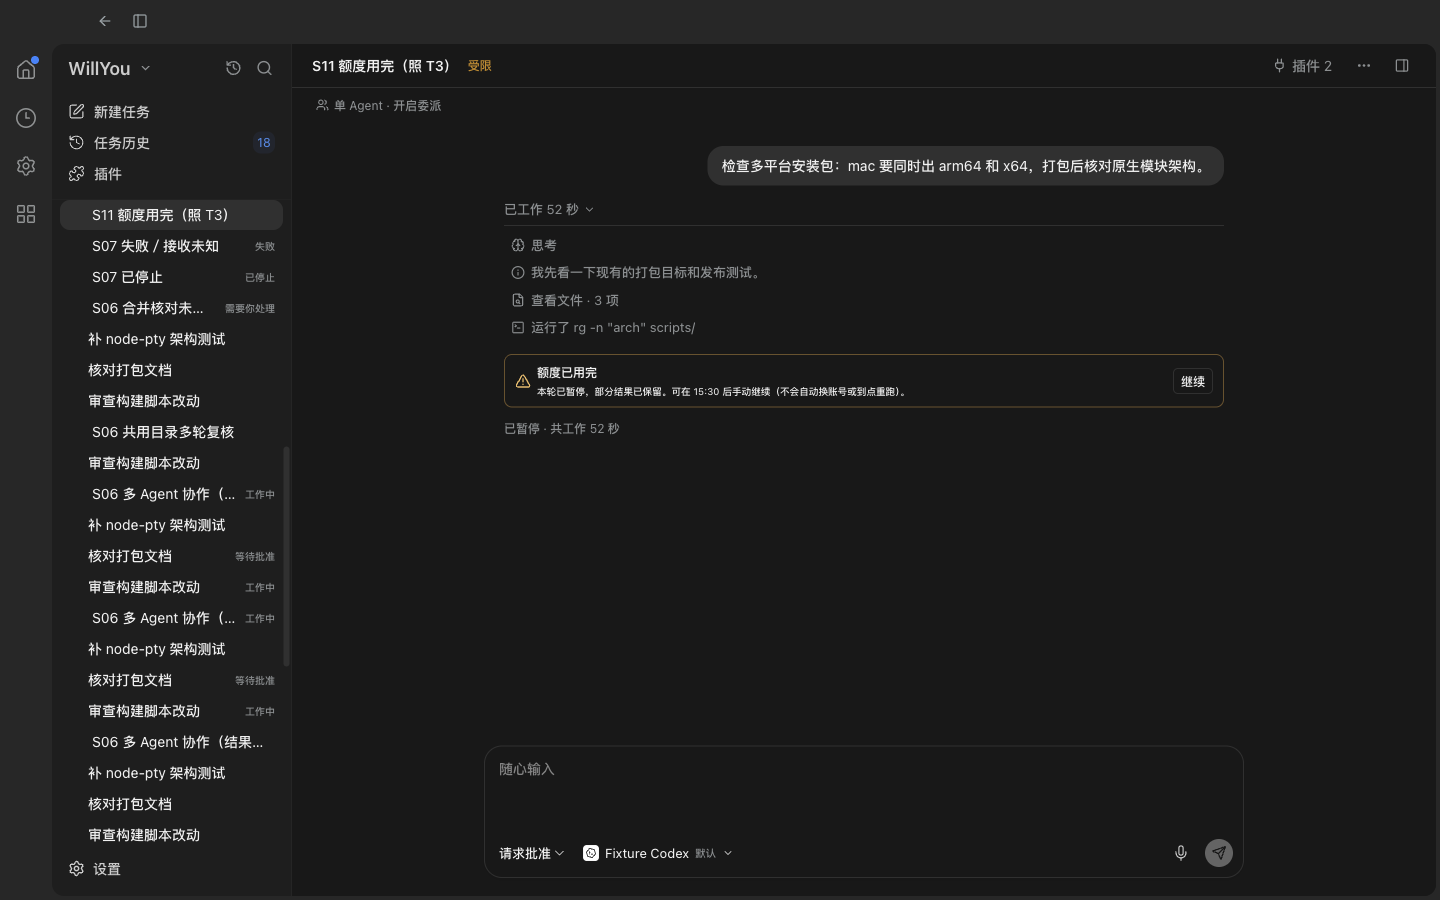 WillYou
新建任务
任务历史 18
插件
S11 额度用完（照 T3）
S07 失败 / 接收未知 失败
S07 已停止 已停止
S06 合并核对未... 需要你处理
补 node-pty 架构测试
核对打包文档
审查构建脚本改动
S06 共用目录多轮复核
审查构建脚本改动
S06 多 Agent 协作（... 工作中
补 node-pty 架构测试
核对打包文档 等待批准
审查构建脚本改动 工作中
S06 多 Agent 协作（... 工作中
补 node-pty 架构测试
核对打包文档 等待批准
审查构建脚本改动 工作中
S06 多 Agent 协作（结果...
补 node-pty 架构测试
核对打包文档
审查构建脚本改动
设置
S11 额度用完（照 T3） 受限
插件 2
单 Agent · 开启委派
检查多平台安装包：mac 要同时出 arm64 和 x64，打包后核对原生模块架构。
已工作 52 秒
思考
我先看一下现有的打包目标和发布测试。
查看文件 · 3 项
运行了 rg -n "arch" scripts/
额度已用完
本轮已暂停，部分结果已保留。可在 15:30 后手动继续（不会自动换账号或到点重跑）。
继续
已暂停 · 共工作 52 秒
随心输入
请求批准 Fixture Codex 默认